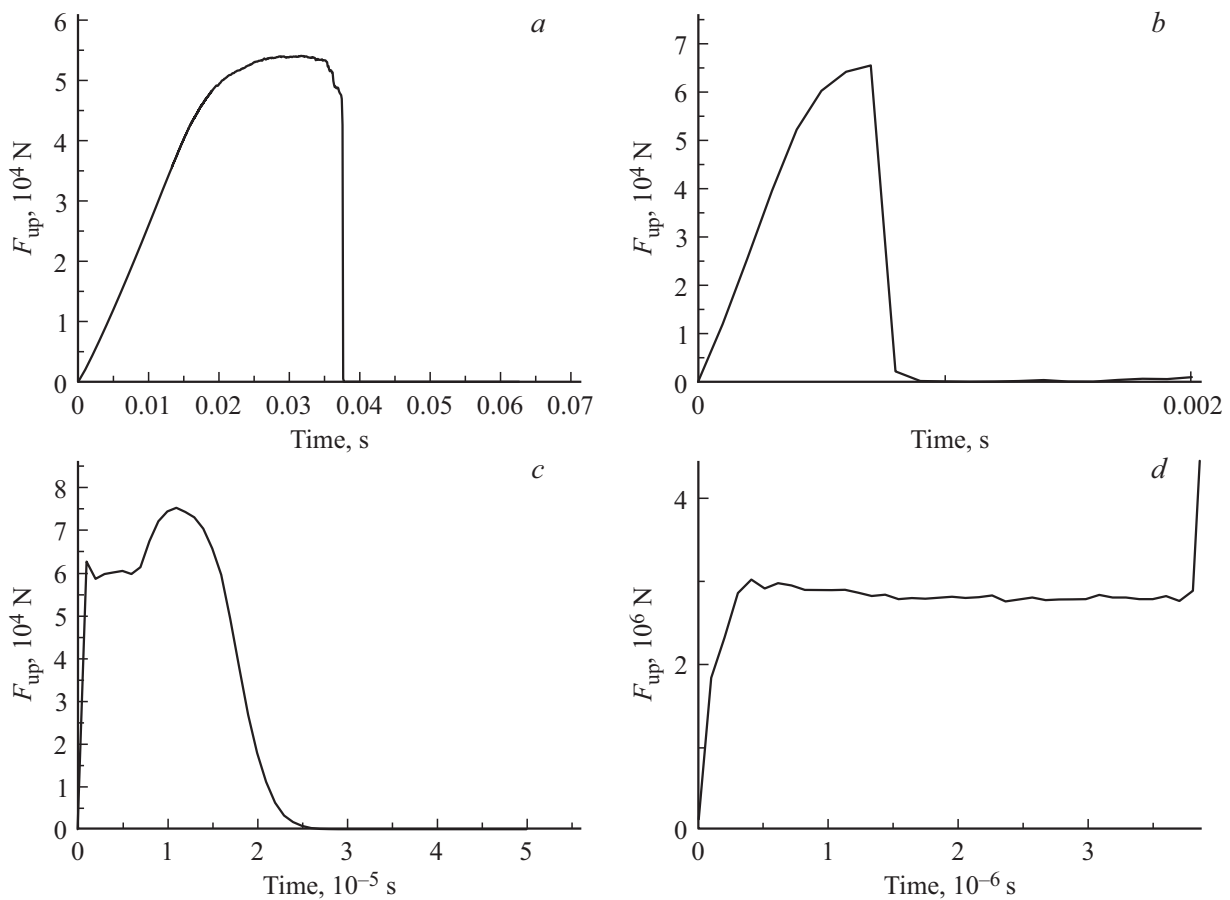 a
6
5
4
3
2
1
0
F_up, 10^4 N
0 0.01 0.02 0.03 0.04 0.05 0.06 0.07
Time, s
b
7
6
5
4
3
2
1
0
F_up, 10^4 N
0 0.002
Time, s
c
8
7
6
5
4
3
2
1
0
F_up, 10^4 N
0 1 2 3 4 5
Time, 10^–5 s
d
4
2
0
F_up, 10^6 N
0 1 2 3
Time, 10^–6 s